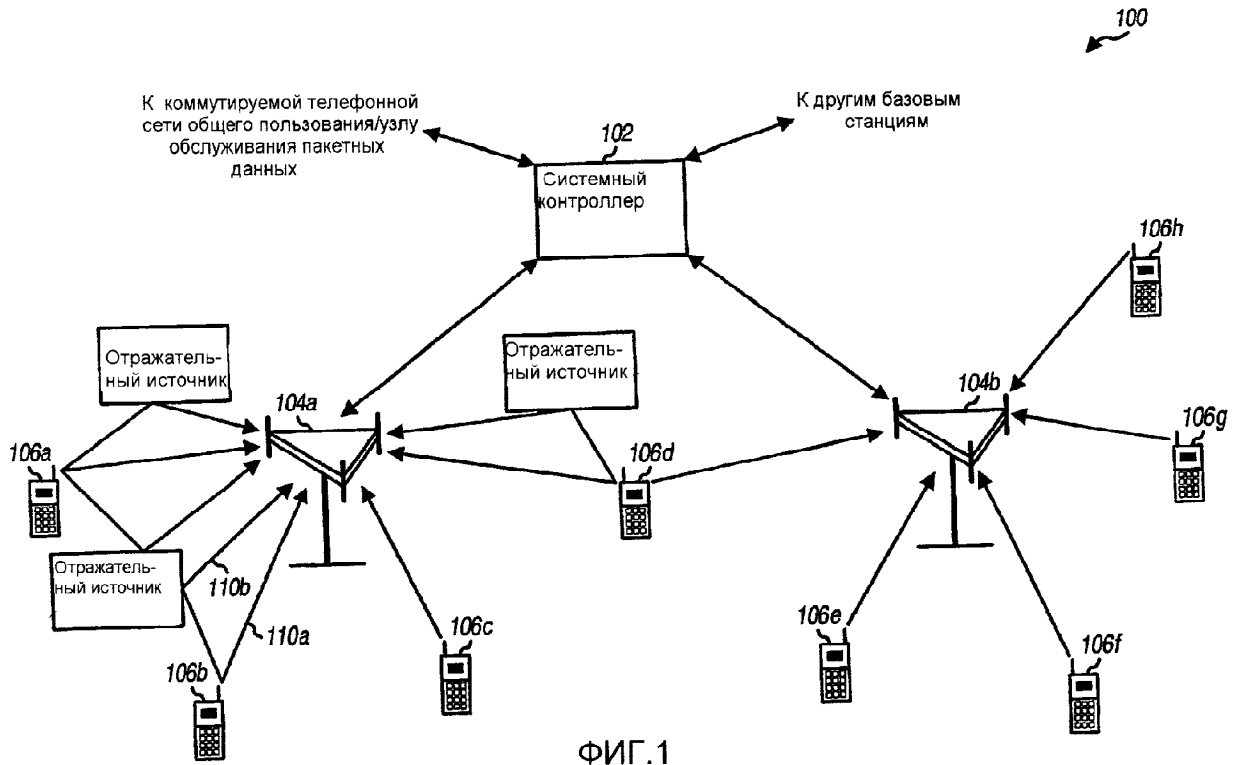 100
К коммутируемой телефонной
сети общего пользования/узлу
обслуживания пакетных
данных
К другим базовым
станциям
102
Системный
контроллер
106h
Отражатель-
ный источник
Отражатель-
ный источник
104a
104b
106a
106d
106g
Отражатель-
ный источник
110b
110a
106b
106c
106e
106f
ФИГ.1